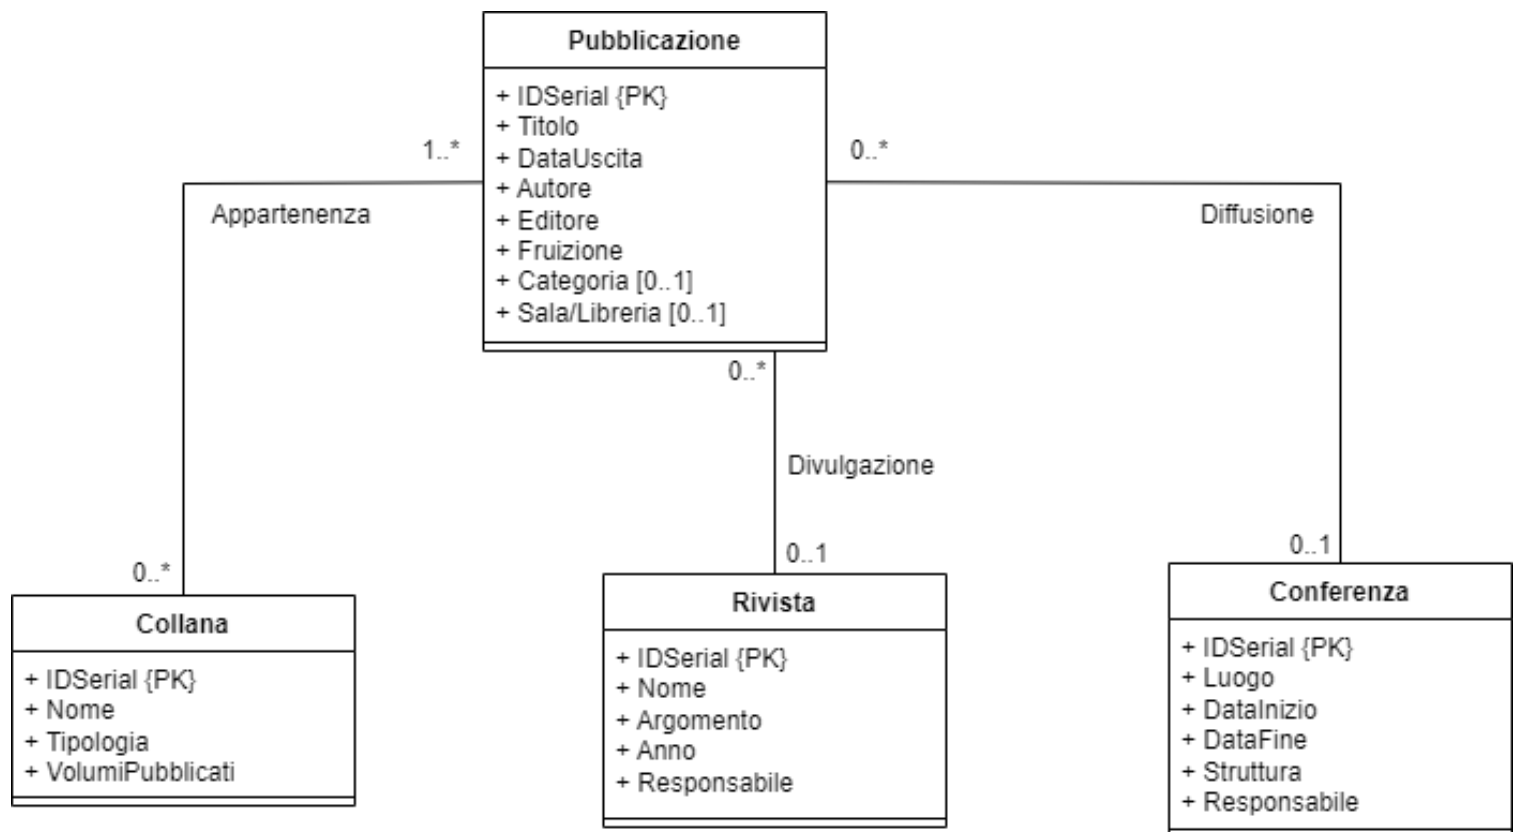 Pubblicazione
+ IDSerial {PK}
+ Titolo
+ DataUscita
+ Autore
+ Editore
+ Fruizione
+ Categoria [0..1]
+ Sala/Libreria [0..1]
1..*
0..*
Appartenenza
Diffusione
0..*
Divulgazione
0..*
0..1
0..1
Collana
+ IDSerial {PK}
+ Nome
+ Tipologia
+ VolumiPubblicati
Rivista
+ IDSerial {PK}
+ Nome
+ Argomento
+ Anno
+ Responsabile
Conferenza
+ IDSerial {PK}
+ Luogo
+ DataInizio
+ DataFine
+ Struttura
+ Responsabile